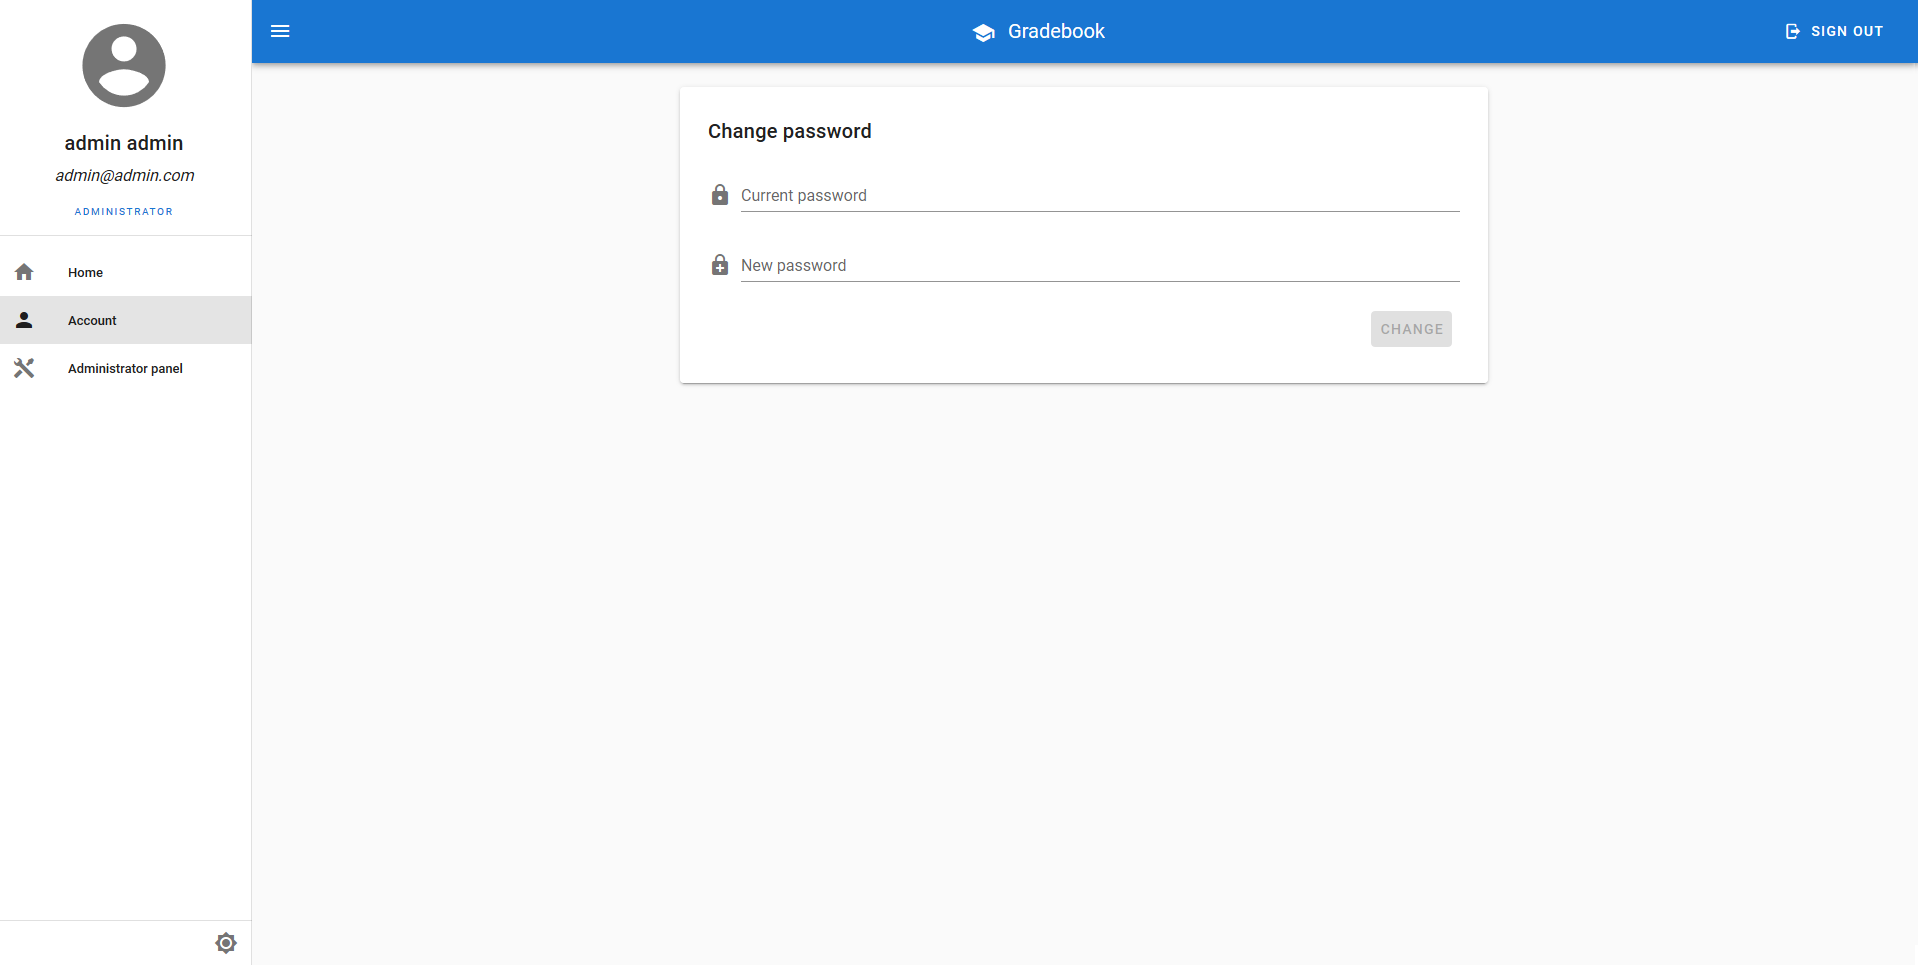 admin admin
admin@admin.com
ADMINISTRATOR
Home
Account
Administrator panel
Gradebook
SIGN OUT
Change password
Current password
New password
CHANGE